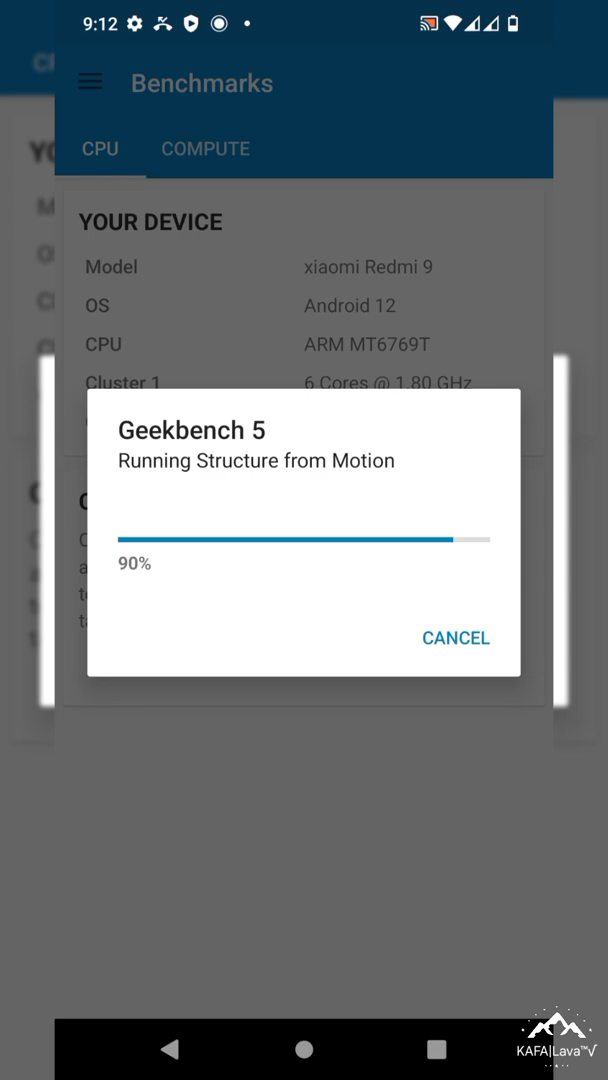 9:12
Benchmarks
CPU COMPUTE
YOUR DEVICE
Model xiaomi Redmi 9
OS Android 12
CPU ARM MT6769T
Cluster 1 6 Cores @ 1.80 GHz
Geekbench 5
Running Structure from Motion
90%
CANCEL
KAFA|Lava™√